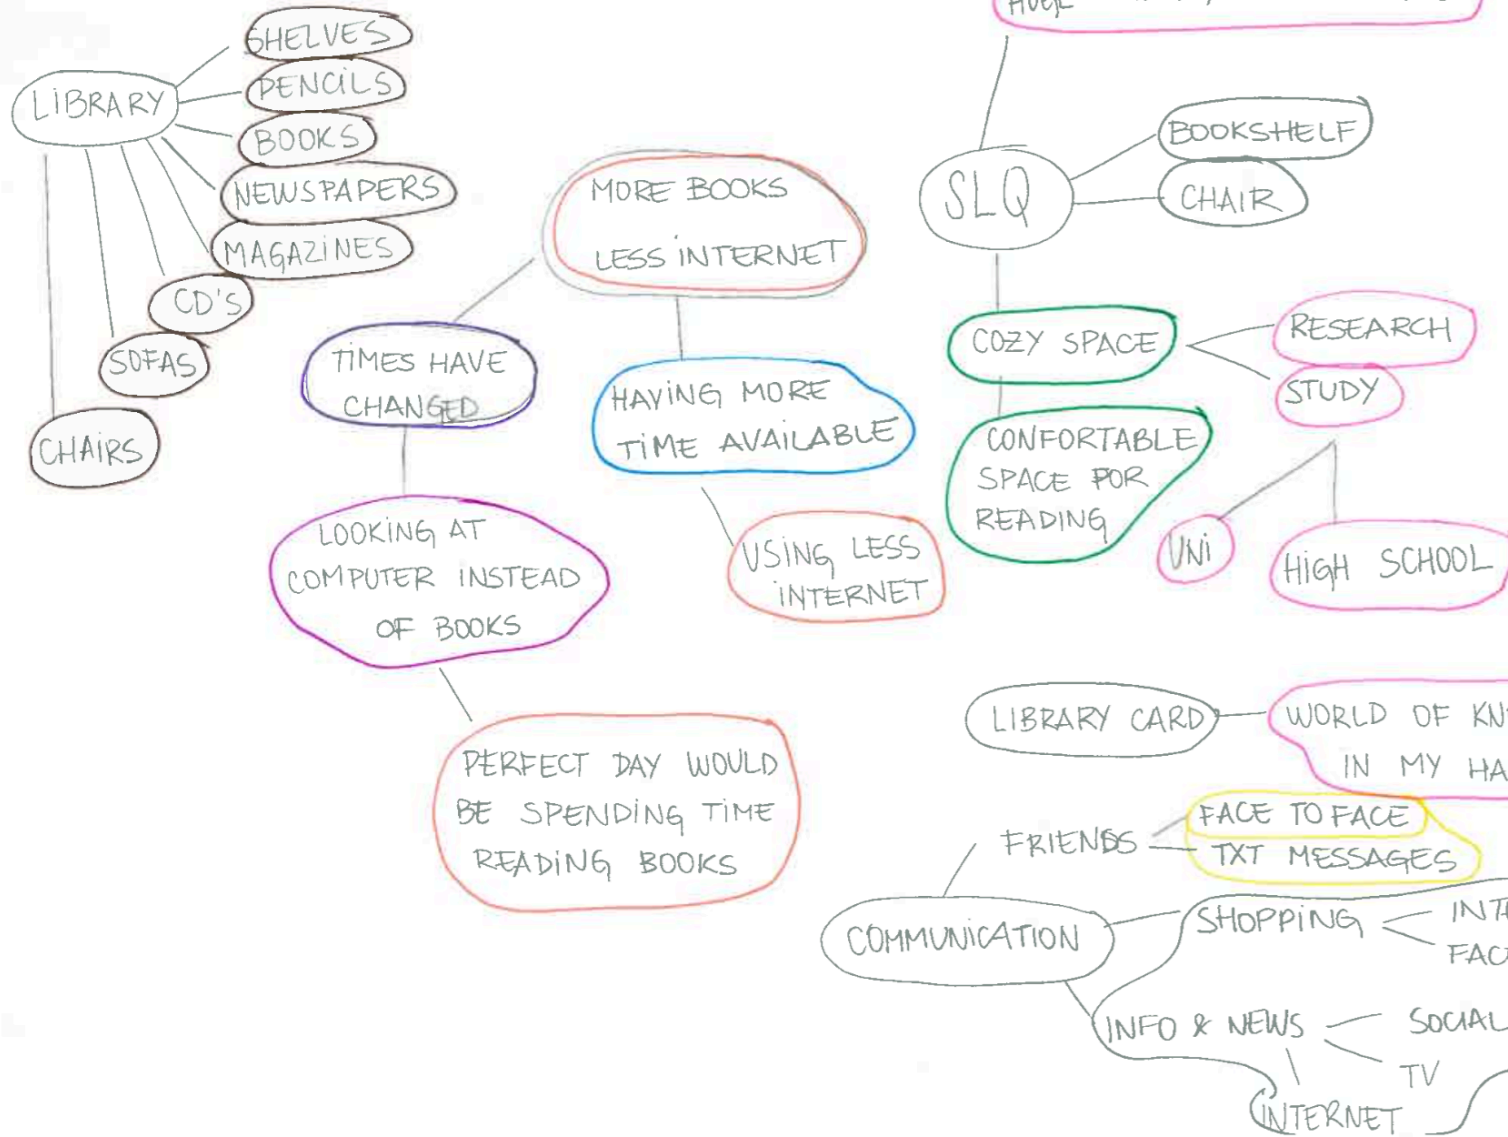 LIBRARY
SHELVES
PENCILS
BOOKS
NEWSPAPERS
MAGAZINES
CD'S
SOFAS
CHAIRS
MORE BOOKS
LESS INTERNET
TIMES HAVE
CHANGED
HAVING MORE
TIME AVAILABLE
LOOKING AT
COMPUTER INSTEAD
OF BOOKS
USING LESS
INTERNET
PERFECT DAY WOULD
BE SPENDING TIME
READING BOOKS
SLQ
BOOKSHELF
CHAIR
COZY SPACE
RESEARCH
STUDY
CONFORTABLE
SPACE FOR
READING
UNI
HIGH SCHOOL
LIBRARY CARD
WORLD OF
IN MY
FRIENDS
FACE TO FACE
TXT MESSAGES
COMMUNICATION
SHOPPING
INFO & NEWS
SOCIAL
TV
INTERNET